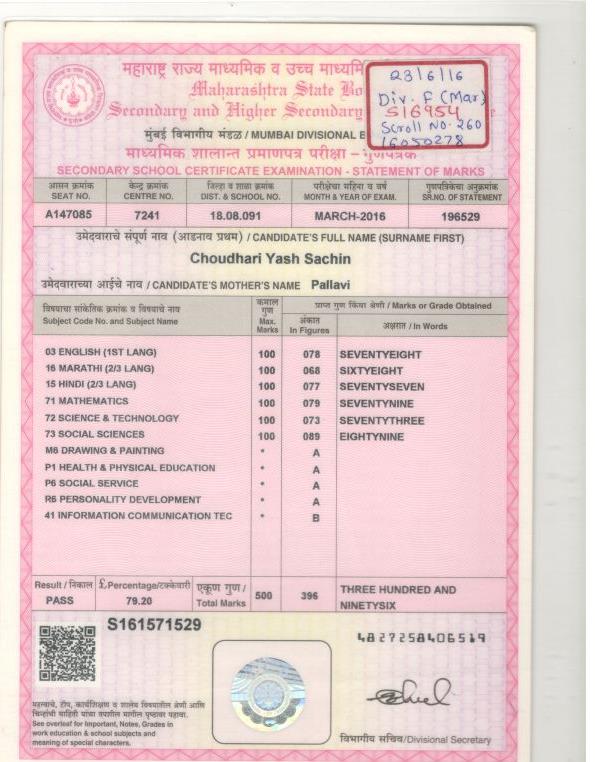 महाराष्ट्र राज्य माध्यमिक व उच्च माध्यमि
Maharashtra State Bo
Secondary and Higher Secondary
23/6/16
Div. F (Mar)
S16954
Scroll No. 260
16050278
मुंबई विभागीय मंडळ / MUMBAI DIVISIONAL B
माध्यमिक शालान्त प्रमाणपत्र परीक्षा - गुणपत्रक
SECONDARY SCHOOL CERTIFICATE EXAMINATION - STATEMENT OF MARKS
आसन क्रमांक केन्द्र क्रमांक जिल्हा व शाळा क्रमांक परीक्षेचा महिना व वर्ष गुणपत्रिकेचा अनुक्रमांक
SEAT NO. CENTRE NO. DIST. & SCHOOL NO. MONTH & YEAR OF EXAM. SR.NO. OF STATEMENT
A147085 7241 18.08.091 MARCH-2016 196529
उमेदवाराचे संपूर्ण नाव (आडनाव प्रथम) / CANDIDATE'S FULL NAME (SURNAME FIRST)
Choudhari Yash Sachin
उमेदवाराच्या आईचे नाव / CANDIDATE'S MOTHER'S NAME Pallavi
विषयाचा सांकेतिक क्रमांक व विषयाचे नाव
Subject Code No. and Subject Name
कमाल
गुण
Max.
Marks
प्राप्त गुण किंवा श्रेणी / Marks or Grade Obtained
अंकात
In Figures
अक्षरात / In Words
03 ENGLISH (1ST LANG) 100 078 SEVENTYEIGHT
16 MARATHI (2/3 LANG) 100 068 SIXTYEIGHT
15 HINDI (2/3 LANG) 100 077 SEVENTYSEVEN
71 MATHEMATICS 100 079 SEVENTYNINE
72 SCIENCE & TECHNOLOGY 100 073 SEVENTYTHREE
73 SOCIAL SCIENCES 100 089 EIGHTYNINE
M6 DRAWING & PAINTING * A
P1 HEALTH & PHYSICAL EDUCATION * A
P6 SOCIAL SERVICE * A
R6 PERSONALITY DEVELOPMENT * A
41 INFORMATION COMMUNICATION TEC * B
Result / निकाल £Percentage/टक्केवारी एकूण गुण / 500 396 THREE HUNDRED AND
PASS 79.20 Total Marks NINETYSIX
S161571529
4827258406519
महत्वाचे, टीप, कार्यशिक्षण व शालेय विषयातील श्रेणी आणि
चिन्हांची माहिती यांचा तपशील मागील पृष्ठावर पहावा.
See overleaf for Important, Notes, Grades in
work education & school subjects and
meaning of special characters.
विभागीय सचिव/Divisional Secretary